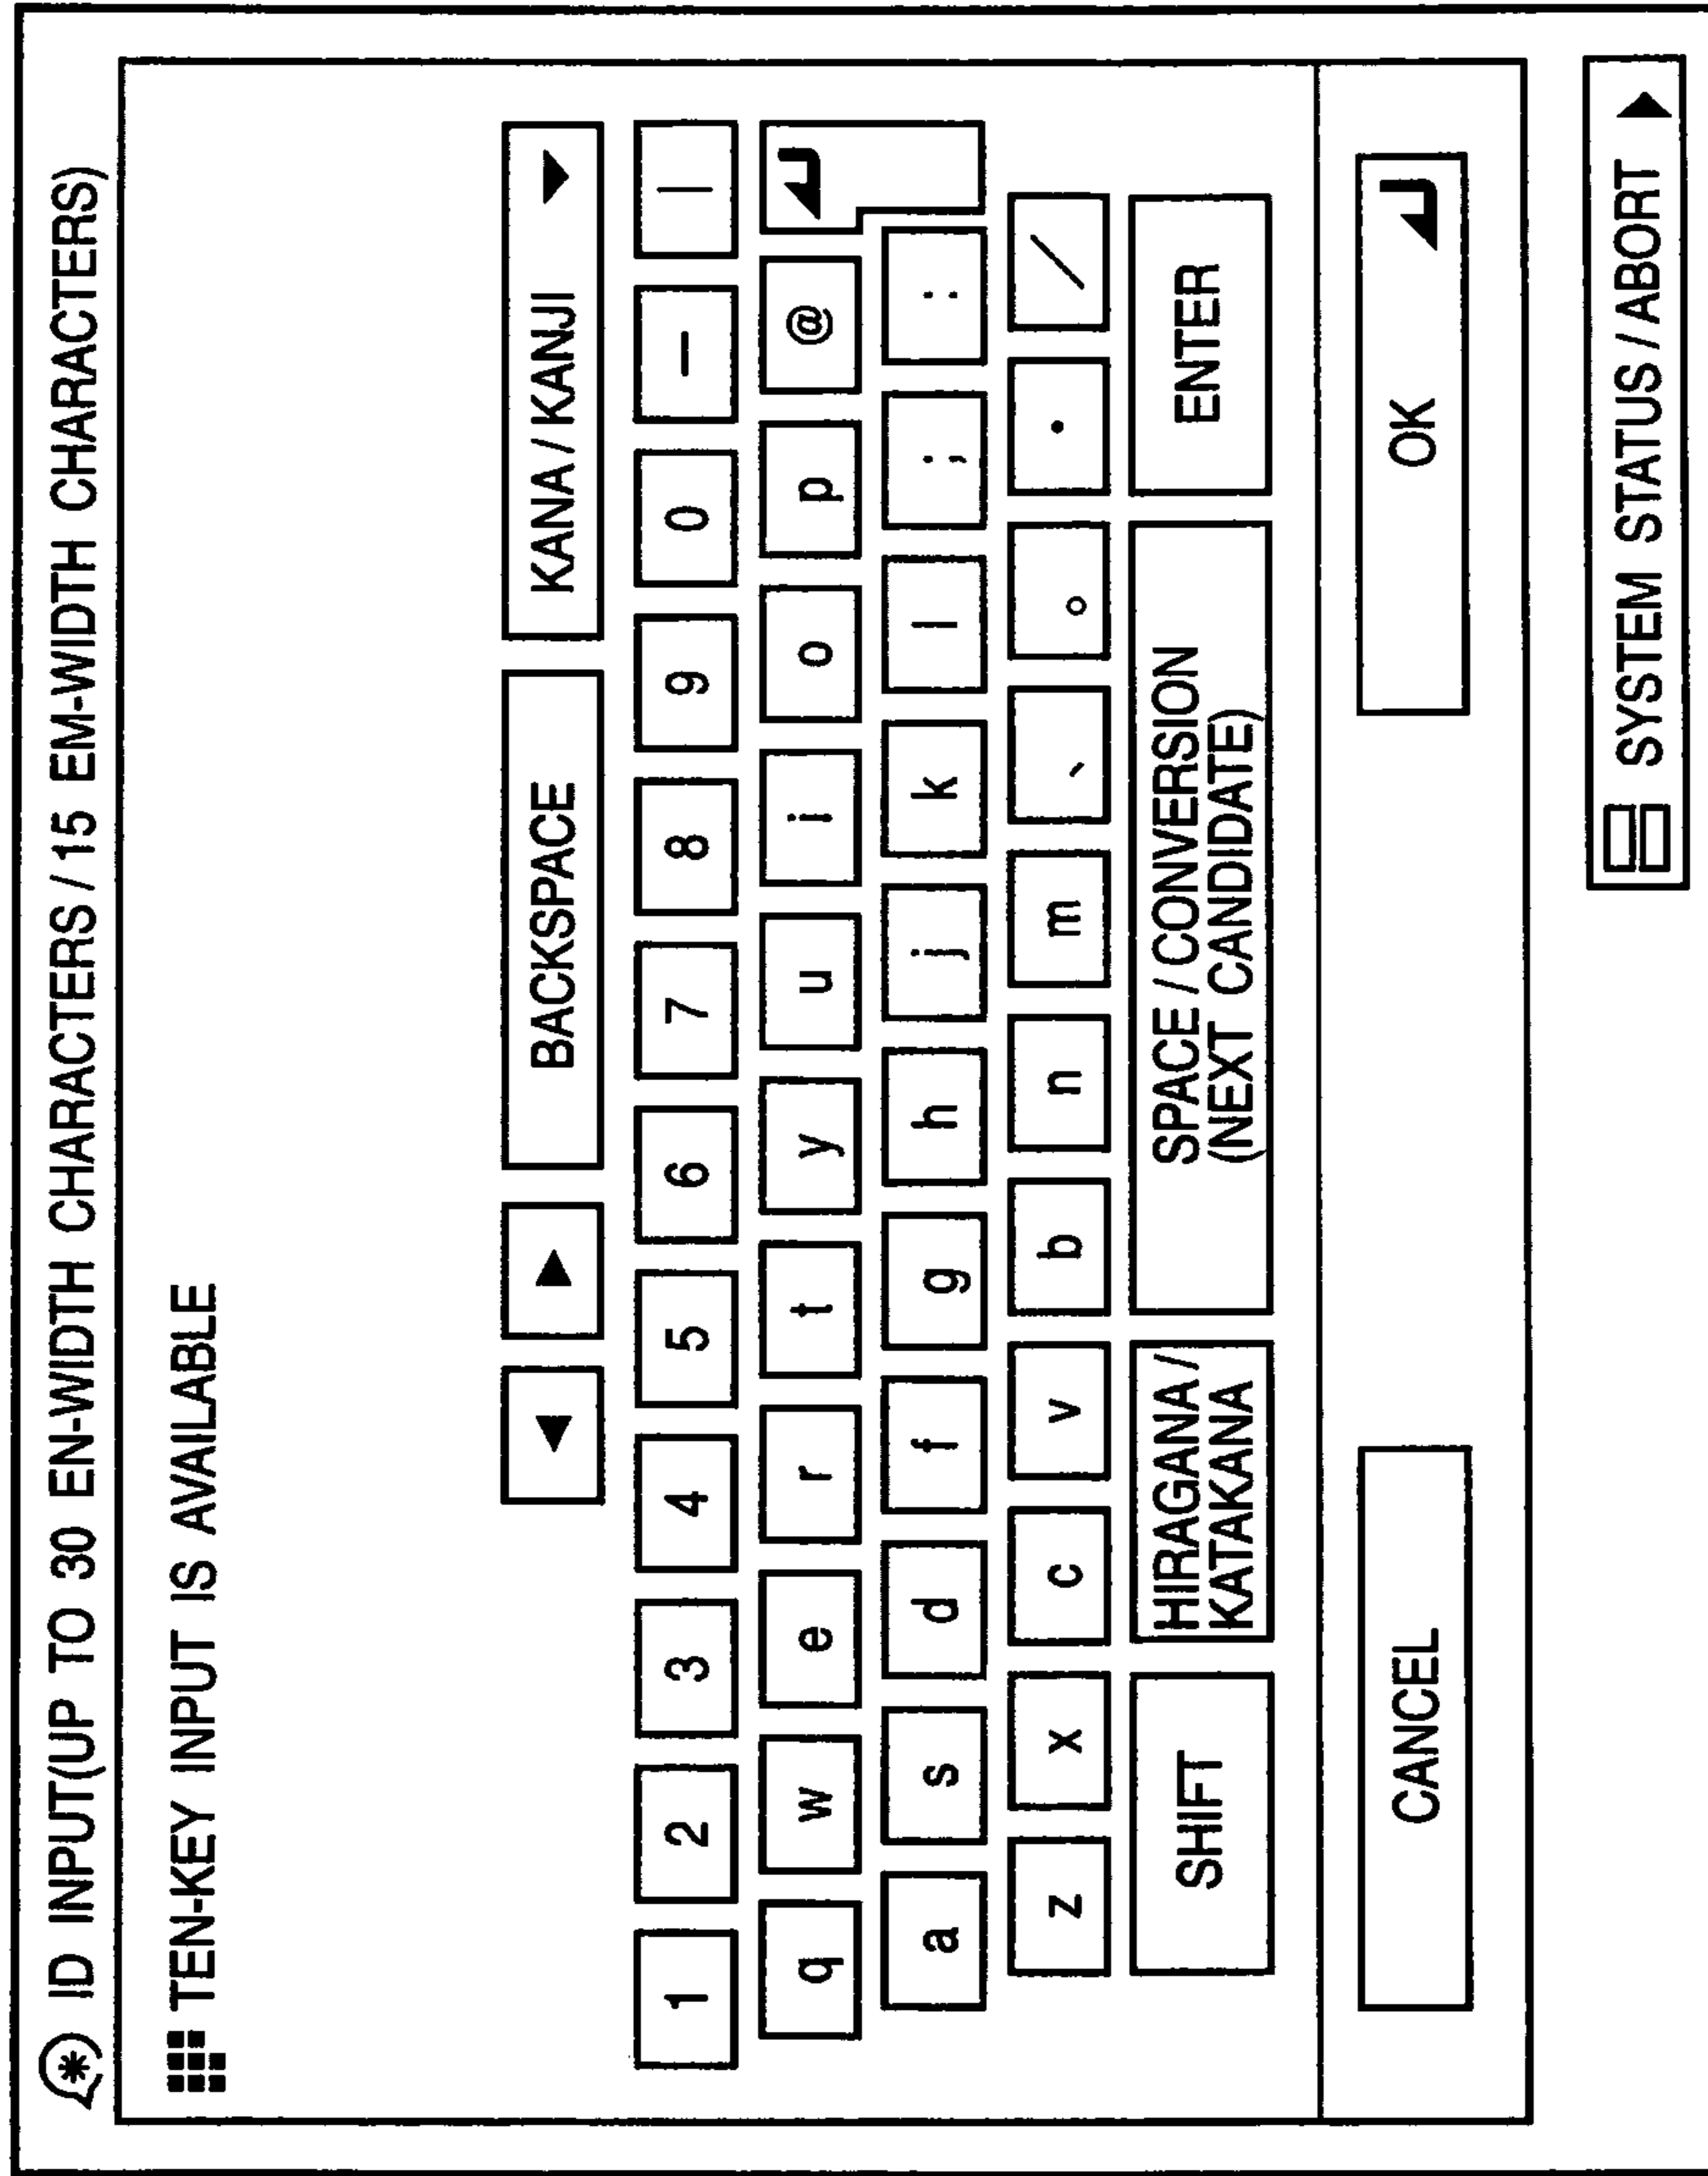 ID INPUT(UP TO 30 EN-WIDTH CHARACTERS / 15 EM-WIDTH CHARACTERS)
TEN-KEY INPUT IS AVAILABLE
◀ ▶ BACKSPACE KANA / KANJI ▼
1 2 3 4 5 6 7 8 9 0 — |
q w e r t y u i o p @ ↵
a s d f g h j k l ; :
z x c v b n m 、 。 ・ /
SHIFT HIRAGANA / KATAKANA SPACE / CONVERSION (NEXT CANDIDATE) ENTER
CANCEL OK ↵
SYSTEM STATUS / ABORT ▶